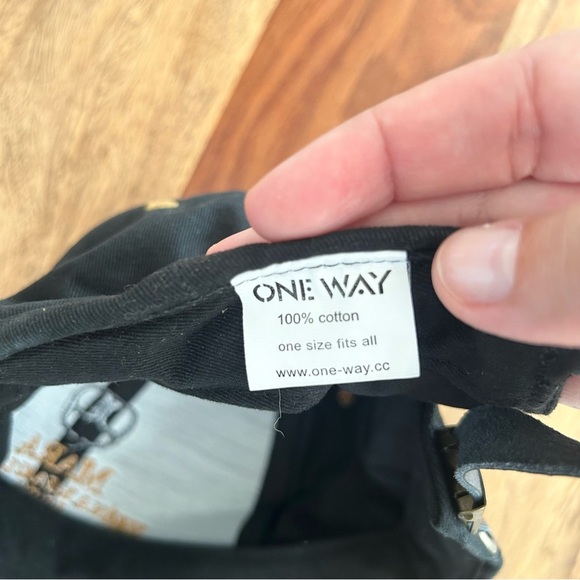 ONE WAY
100% cotton
one size fits all
www.one-way.cc